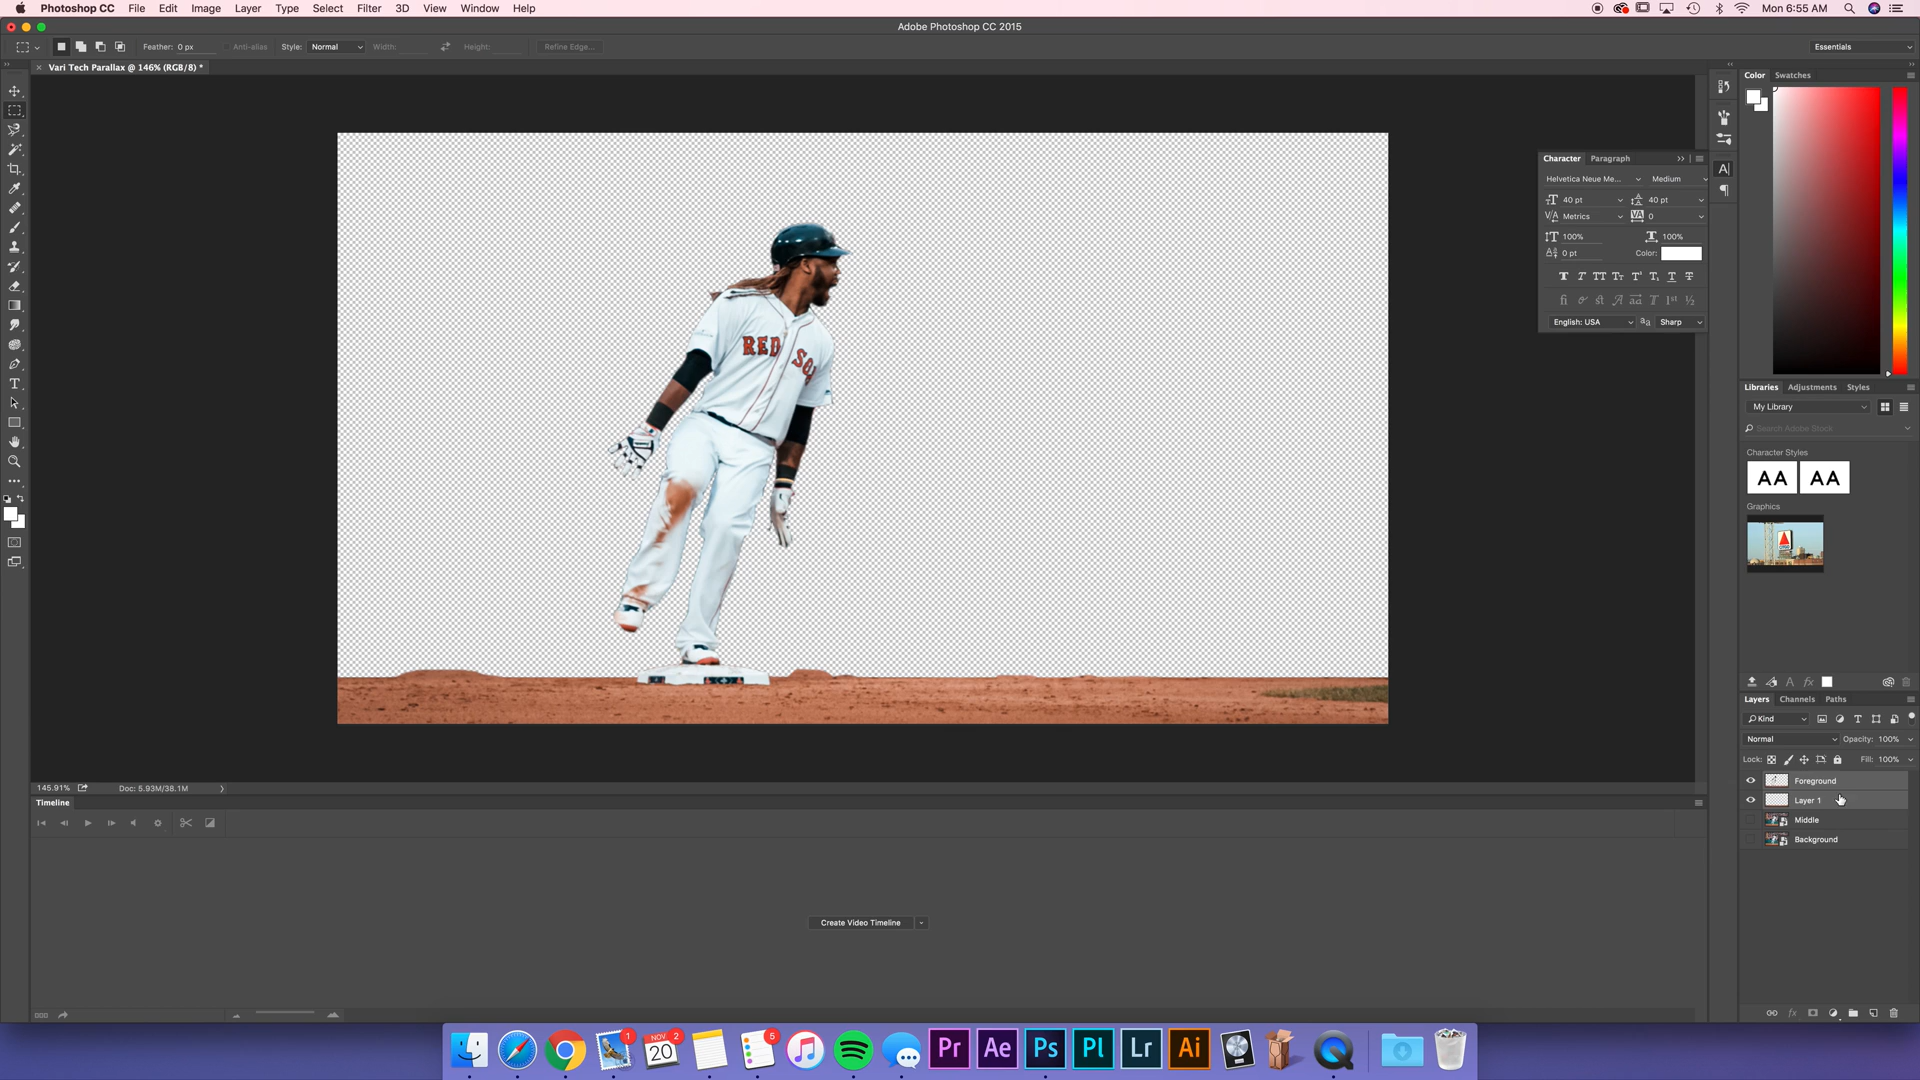 Photoshop CC File Edit Image Layer Type Select Filter 3D View Window Help Mon 6:55 AM
Adobe Photoshop CC 2015
Feather: 0 px Anti-alias Style: Normal Width: Height: Refine Edge... Essentials
× Vari Tech Parallax @ 146% (RGB/8) *
Color Swatches
Character Paragraph
Helvetica Neue Me... Medium
40 pt 40 pt
Metrics 0
100% 100%
0 pt Color:
English: USA Sharp
RED SOX
Libraries Adjustments Styles
My Library
Search Adobe Stock
Character Styles
AA AA
Graphics
Layers Channels Paths
Kind
Normal Opacity: 100%
Lock: Fill: 100%
Foreground
Layer 1
Middle
Background
145.91% Doc: 5.93M/38.1M
Timeline
Create Video Timeline
1 NOV 20 2 5 Pr Ae Ps Pl Lr Ai